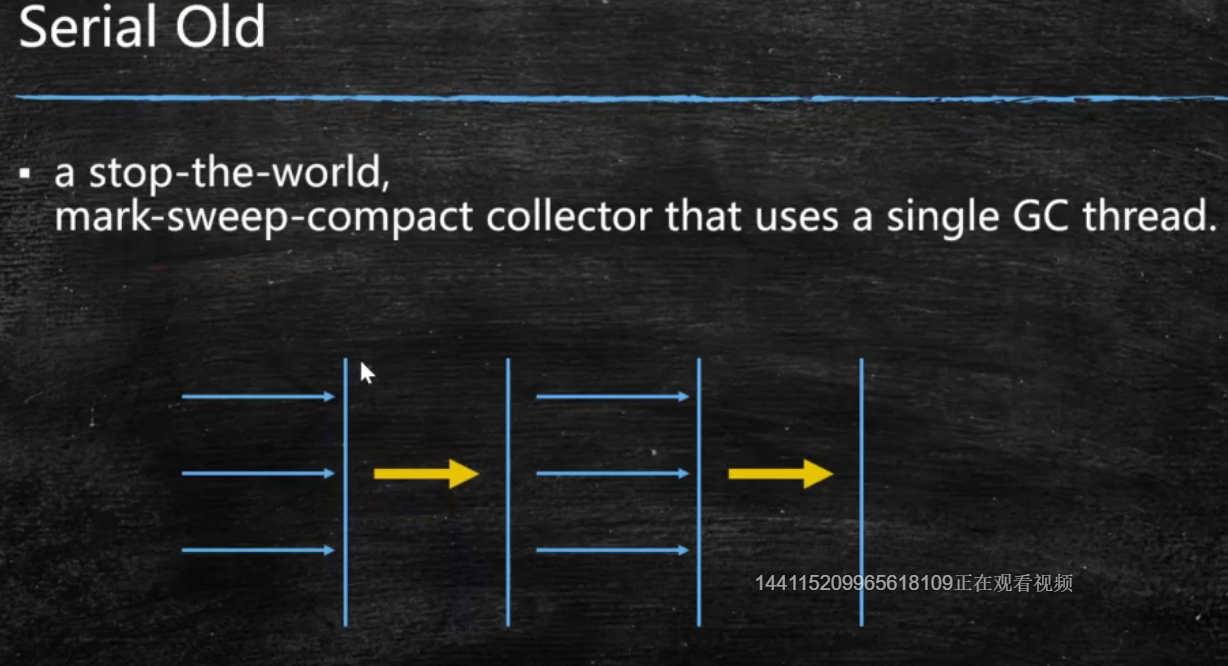 Serial Old
▪ a stop-the-world,
mark-sweep-compact collector that uses a single GC thread.
144115209965618109正在观看视频